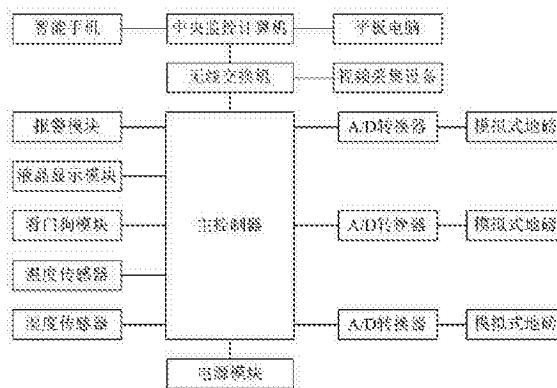 智能手机 中央监控计算机 平板电脑
无线交换机 视频采集设备
报警模块 A/D转换器 模拟式地磅
液晶显示模块
看门狗模块 主控制器 A/D转换器 模拟式地磅
温度传感器
湿度传感器 A/D转换器 模拟式地磅
电源模块